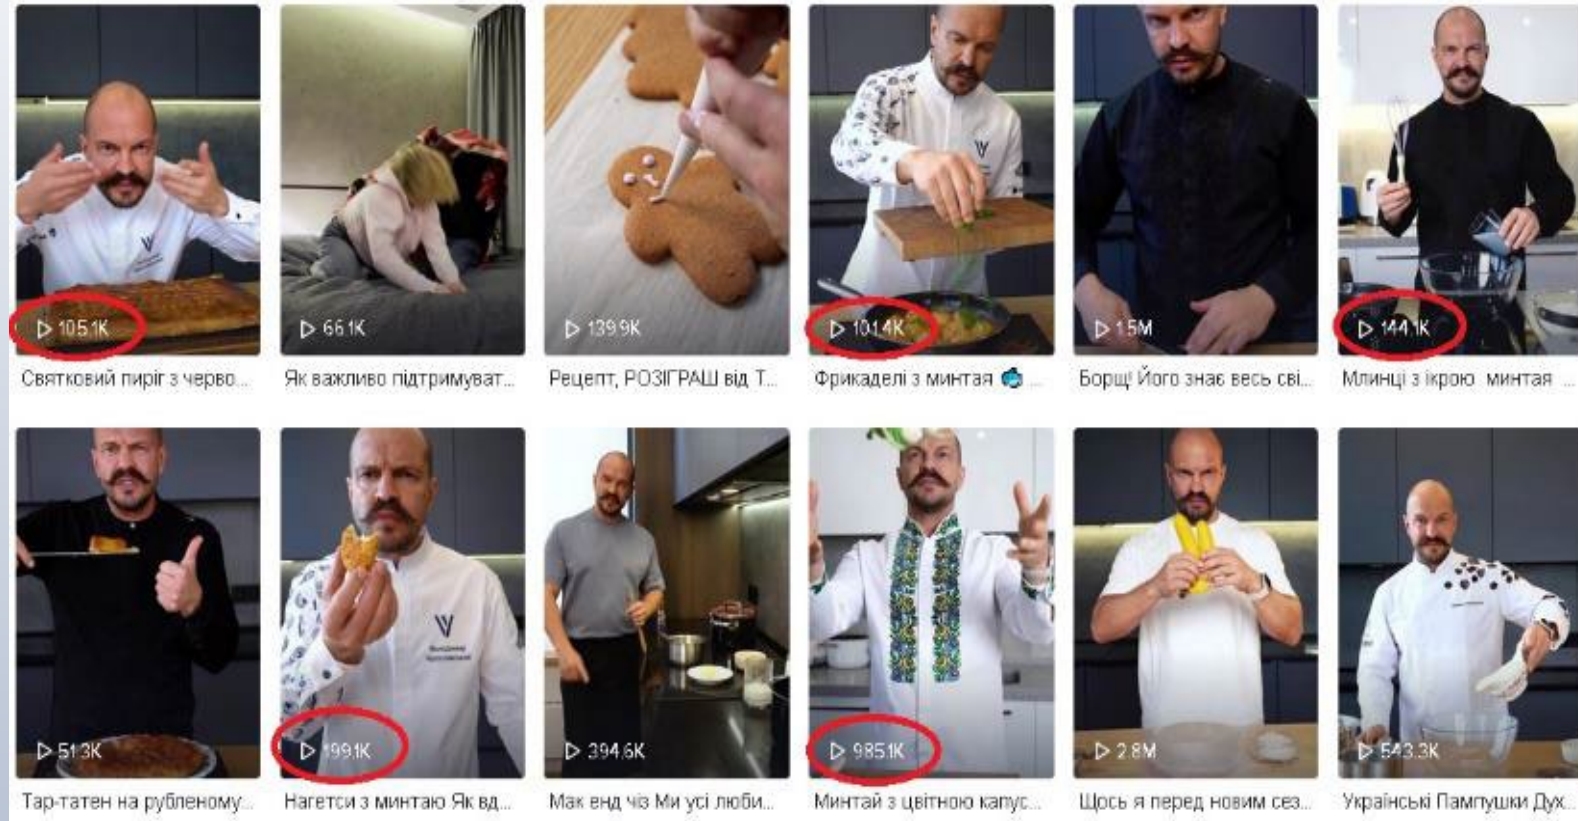 105.1K
66.1K
139.9K
101.4K
1.5M
144.1K
Святковий пиріг з черво...
Як важливо підтримуват...
Рецепт, РОЗІГРАШ від Т...
Фрикаделі з минтая 🐟 ...
Борщ! Його знає весь сві...
Млинці з ікрою минтая ...
51.3K
199.1K
394.6K
985.1K
2.8M
543.3K
Тар-татен на рубленому...
Нагетси з минтаю Як вд...
Мак енд чіз Ми усі люби...
Минтай з цвітною капус...
Щось я перед новим сез...
Українські Пампушки Дух...